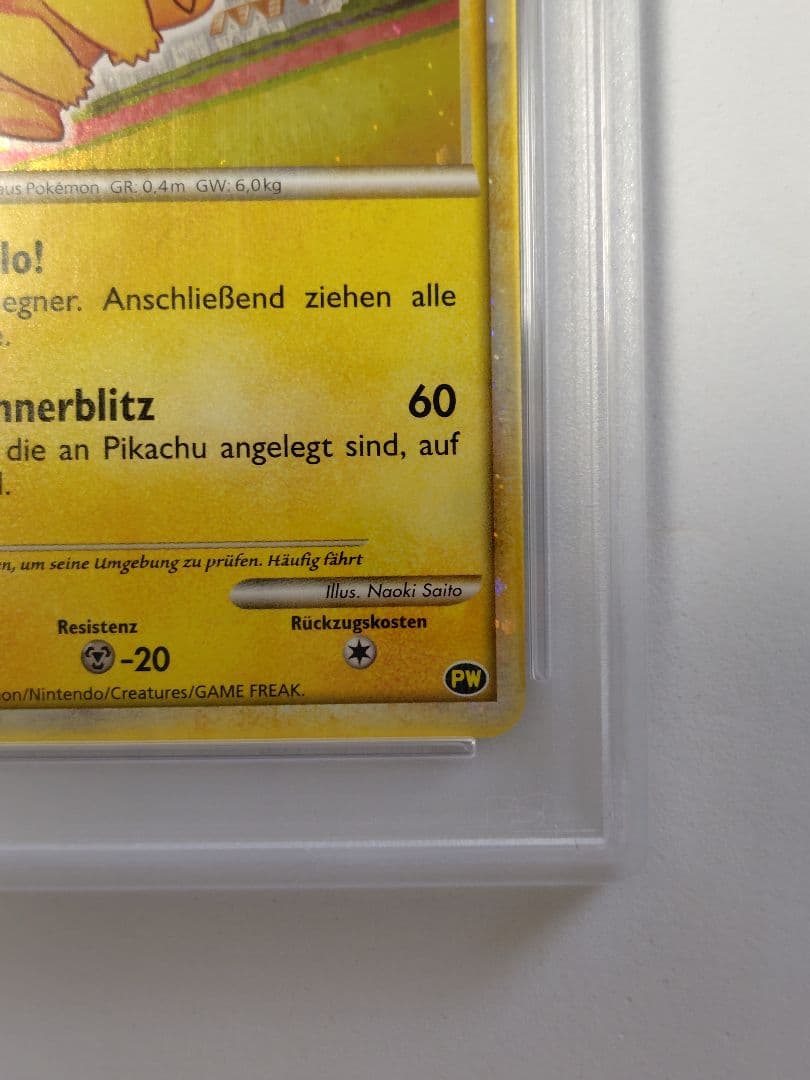 aus Pokémon GR: 0,4m GW: 6,0kg
lo!
egner. Anschließend ziehen alle
e.
nnerblitz 60
die an Pikachu angelegt sind, auf
l.
n, um seine Umgebung zu prüfen. Häufig fährt
Illus. Naoki Saito
Resistenz Rückzugskosten
-20
on/Nintendo/Creatures/GAME FREAK.
PW